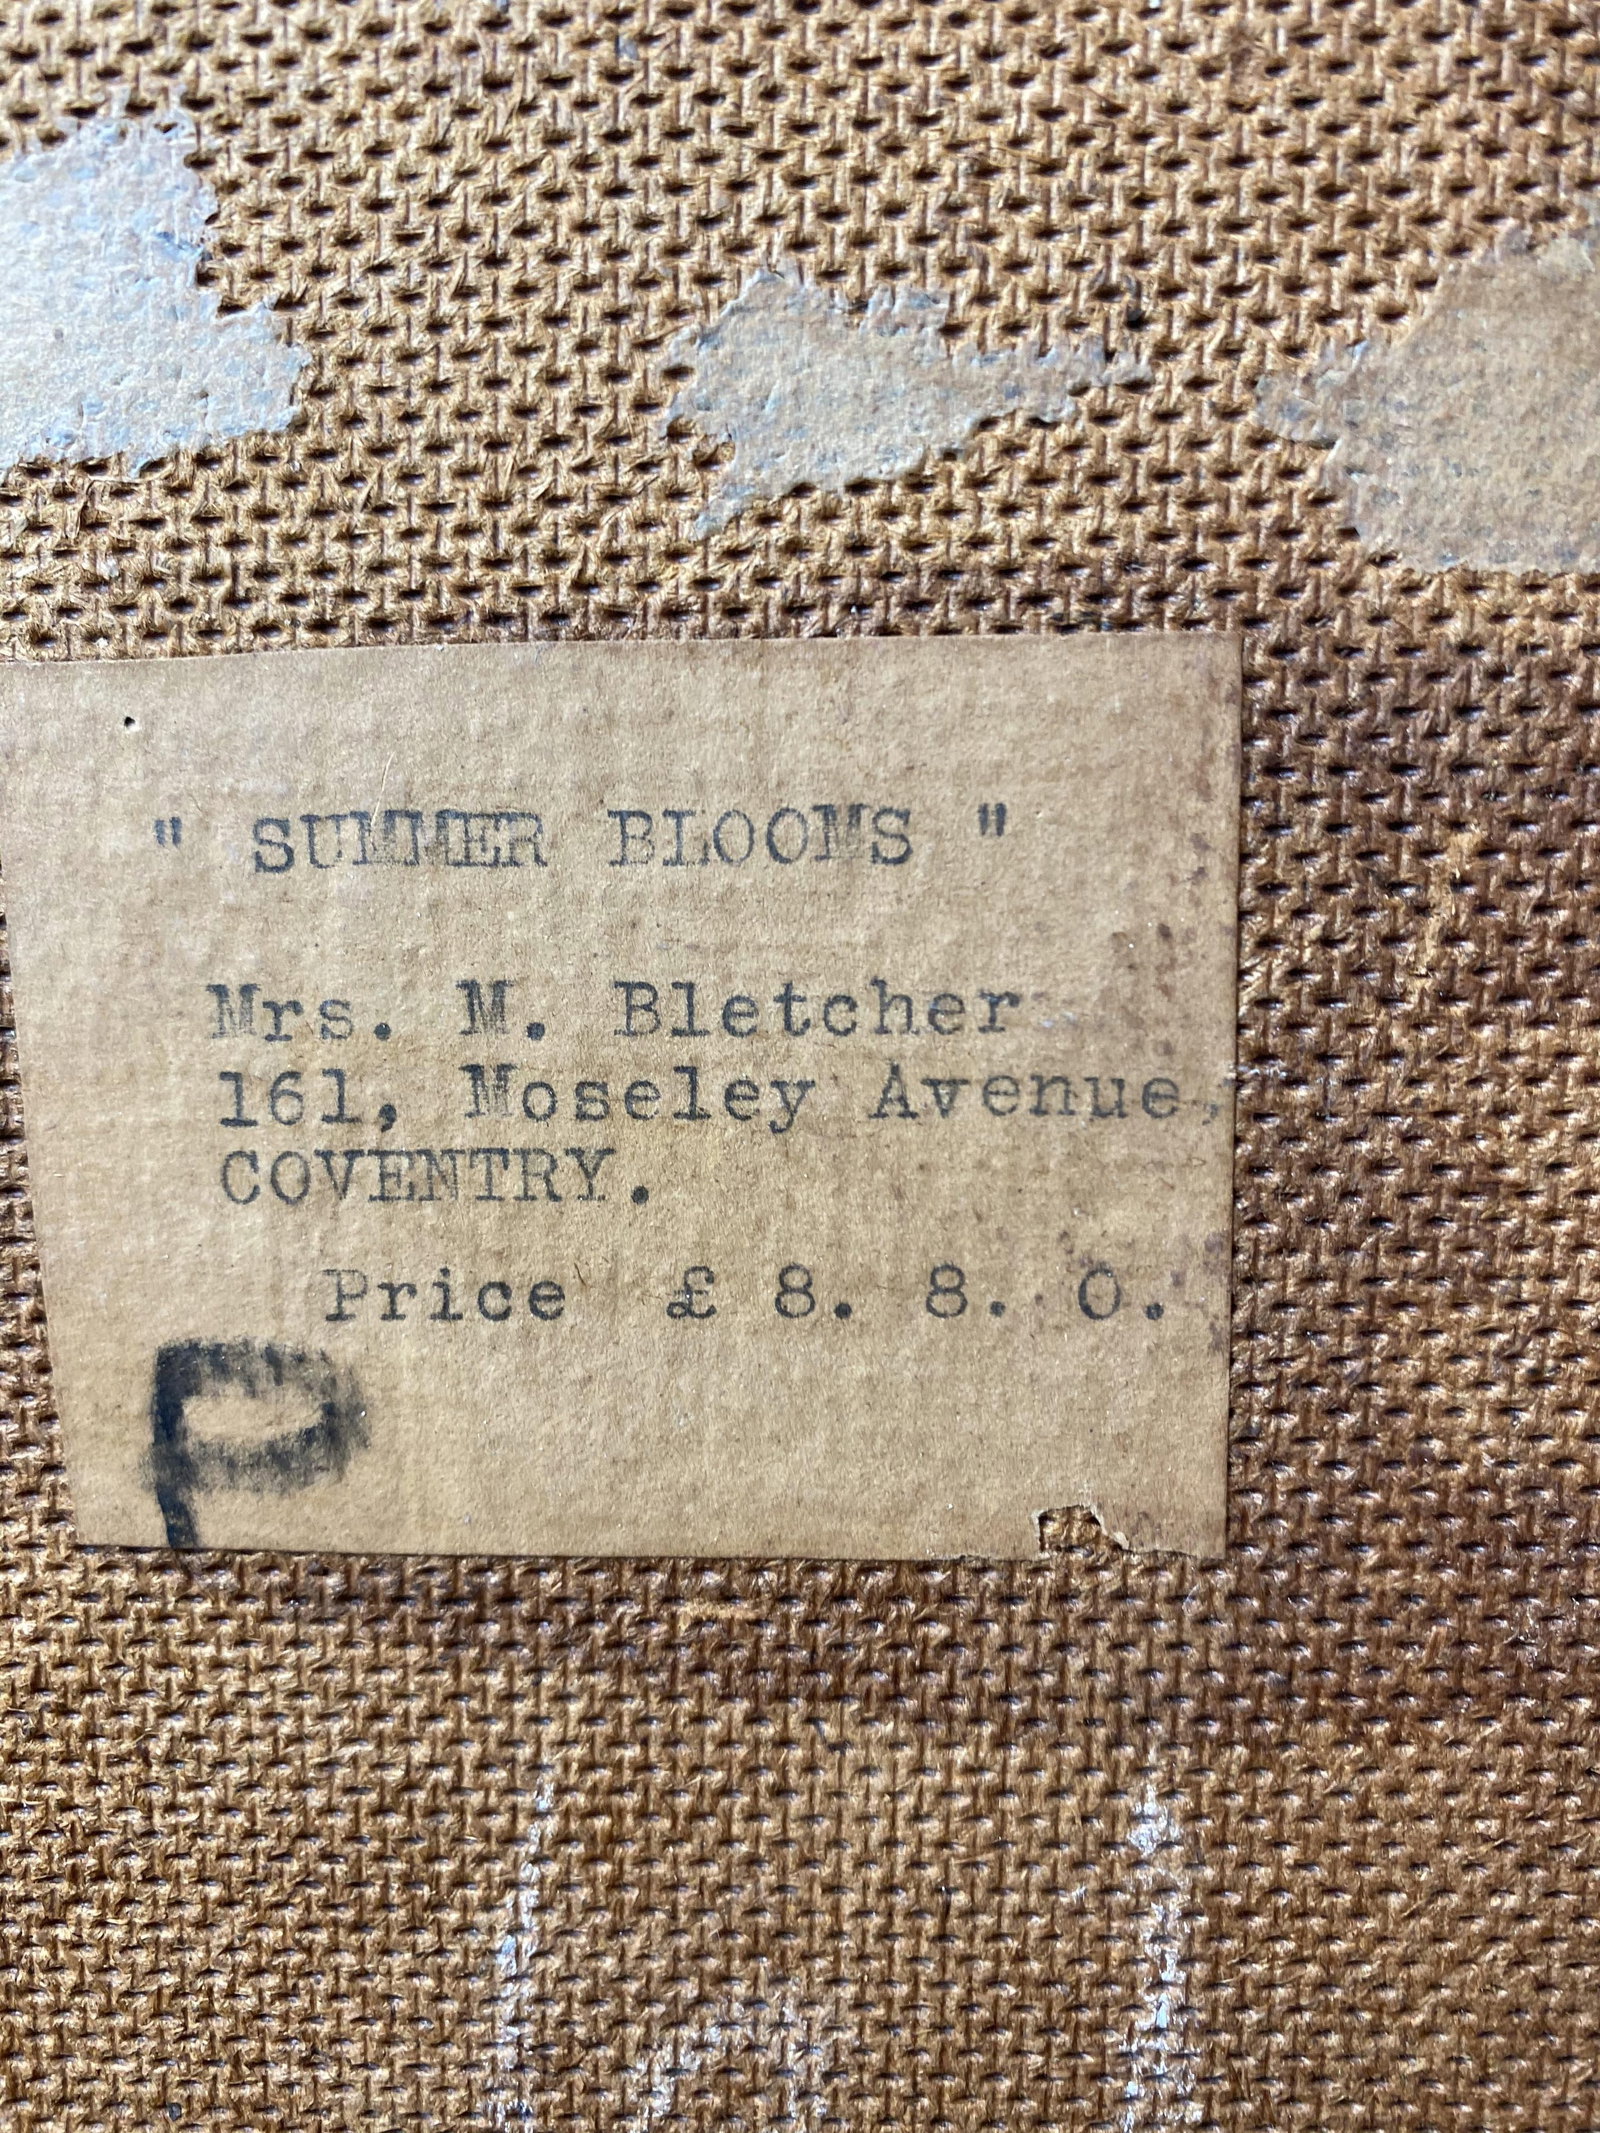 " SUMMER BLOOMS "
Mrs. M. Bletcher
161, Moseley Avenue,
COVENTRY.
Price £ 8. 8. 0.
P